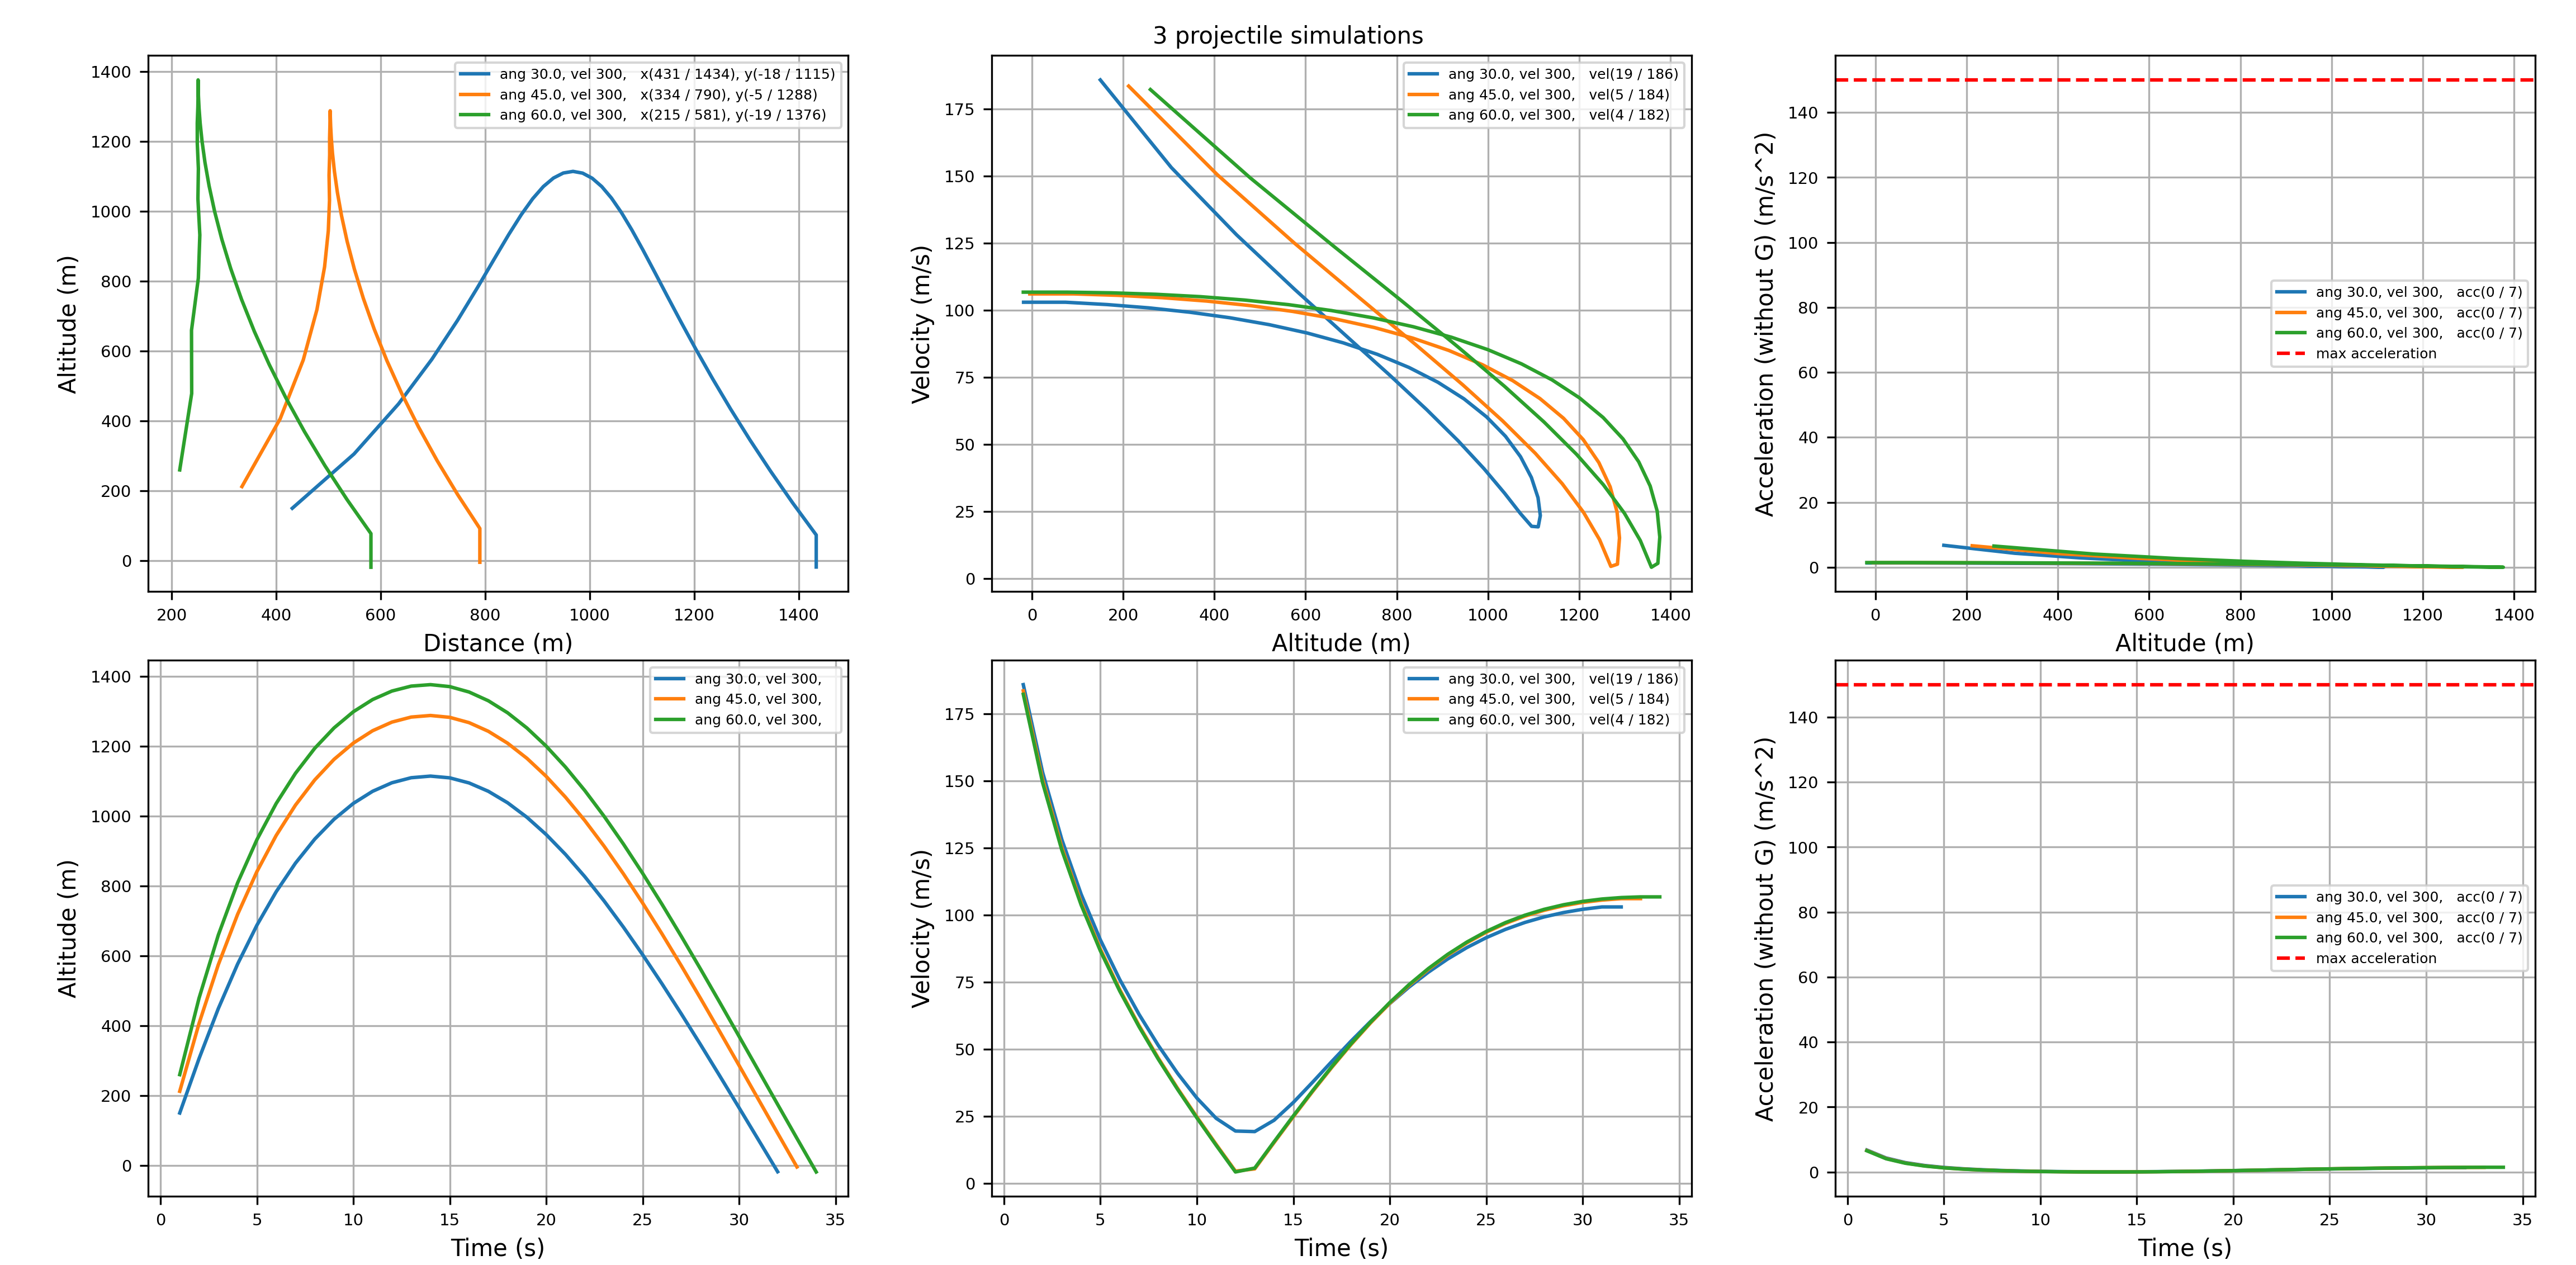 3 projectile simulations
1400
1200
1000
800
600
400
200
0
Altitude (m)
ang 30.0, vel 300,   x(431 / 1434), y(-18 / 1115)
ang 45.0, vel 300,   x(334 / 790), y(-5 / 1288)
ang 60.0, vel 300,   x(215 / 581), y(-19 / 1376)
200 400 600 800 1000 1200 1400
Distance (m)
175
150
125
100
75
50
25
0
Velocity (m/s)
ang 30.0, vel 300,   vel(19 / 186)
ang 45.0, vel 300,   vel(5 / 184)
ang 60.0, vel 300,   vel(4 / 182)
0 200 400 600 800 1000 1200 1400
Altitude (m)
140
120
100
80
60
40
20
0
Acceleration (without G) (m/s^2)
ang 30.0, vel 300,   acc(0 / 7)
ang 45.0, vel 300,   acc(0 / 7)
ang 60.0, vel 300,   acc(0 / 7)
max acceleration
0 200 400 600 800 1000 1200 1400
Altitude (m)
1400
1200
1000
800
600
400
200
0
Altitude (m)
ang 30.0, vel 300,
ang 45.0, vel 300,
ang 60.0, vel 300,
0 5 10 15 20 25 30 35
Time (s)
175
150
125
100
75
50
25
0
Velocity (m/s)
ang 30.0, vel 300,   vel(19 / 186)
ang 45.0, vel 300,   vel(5 / 184)
ang 60.0, vel 300,   vel(4 / 182)
0 5 10 15 20 25 30 35
Time (s)
140
120
100
80
60
40
20
0
Acceleration (without G) (m/s^2)
ang 30.0, vel 300,   acc(0 / 7)
ang 45.0, vel 300,   acc(0 / 7)
ang 60.0, vel 300,   acc(0 / 7)
max acceleration
0 5 10 15 20 25 30 35
Time (s)